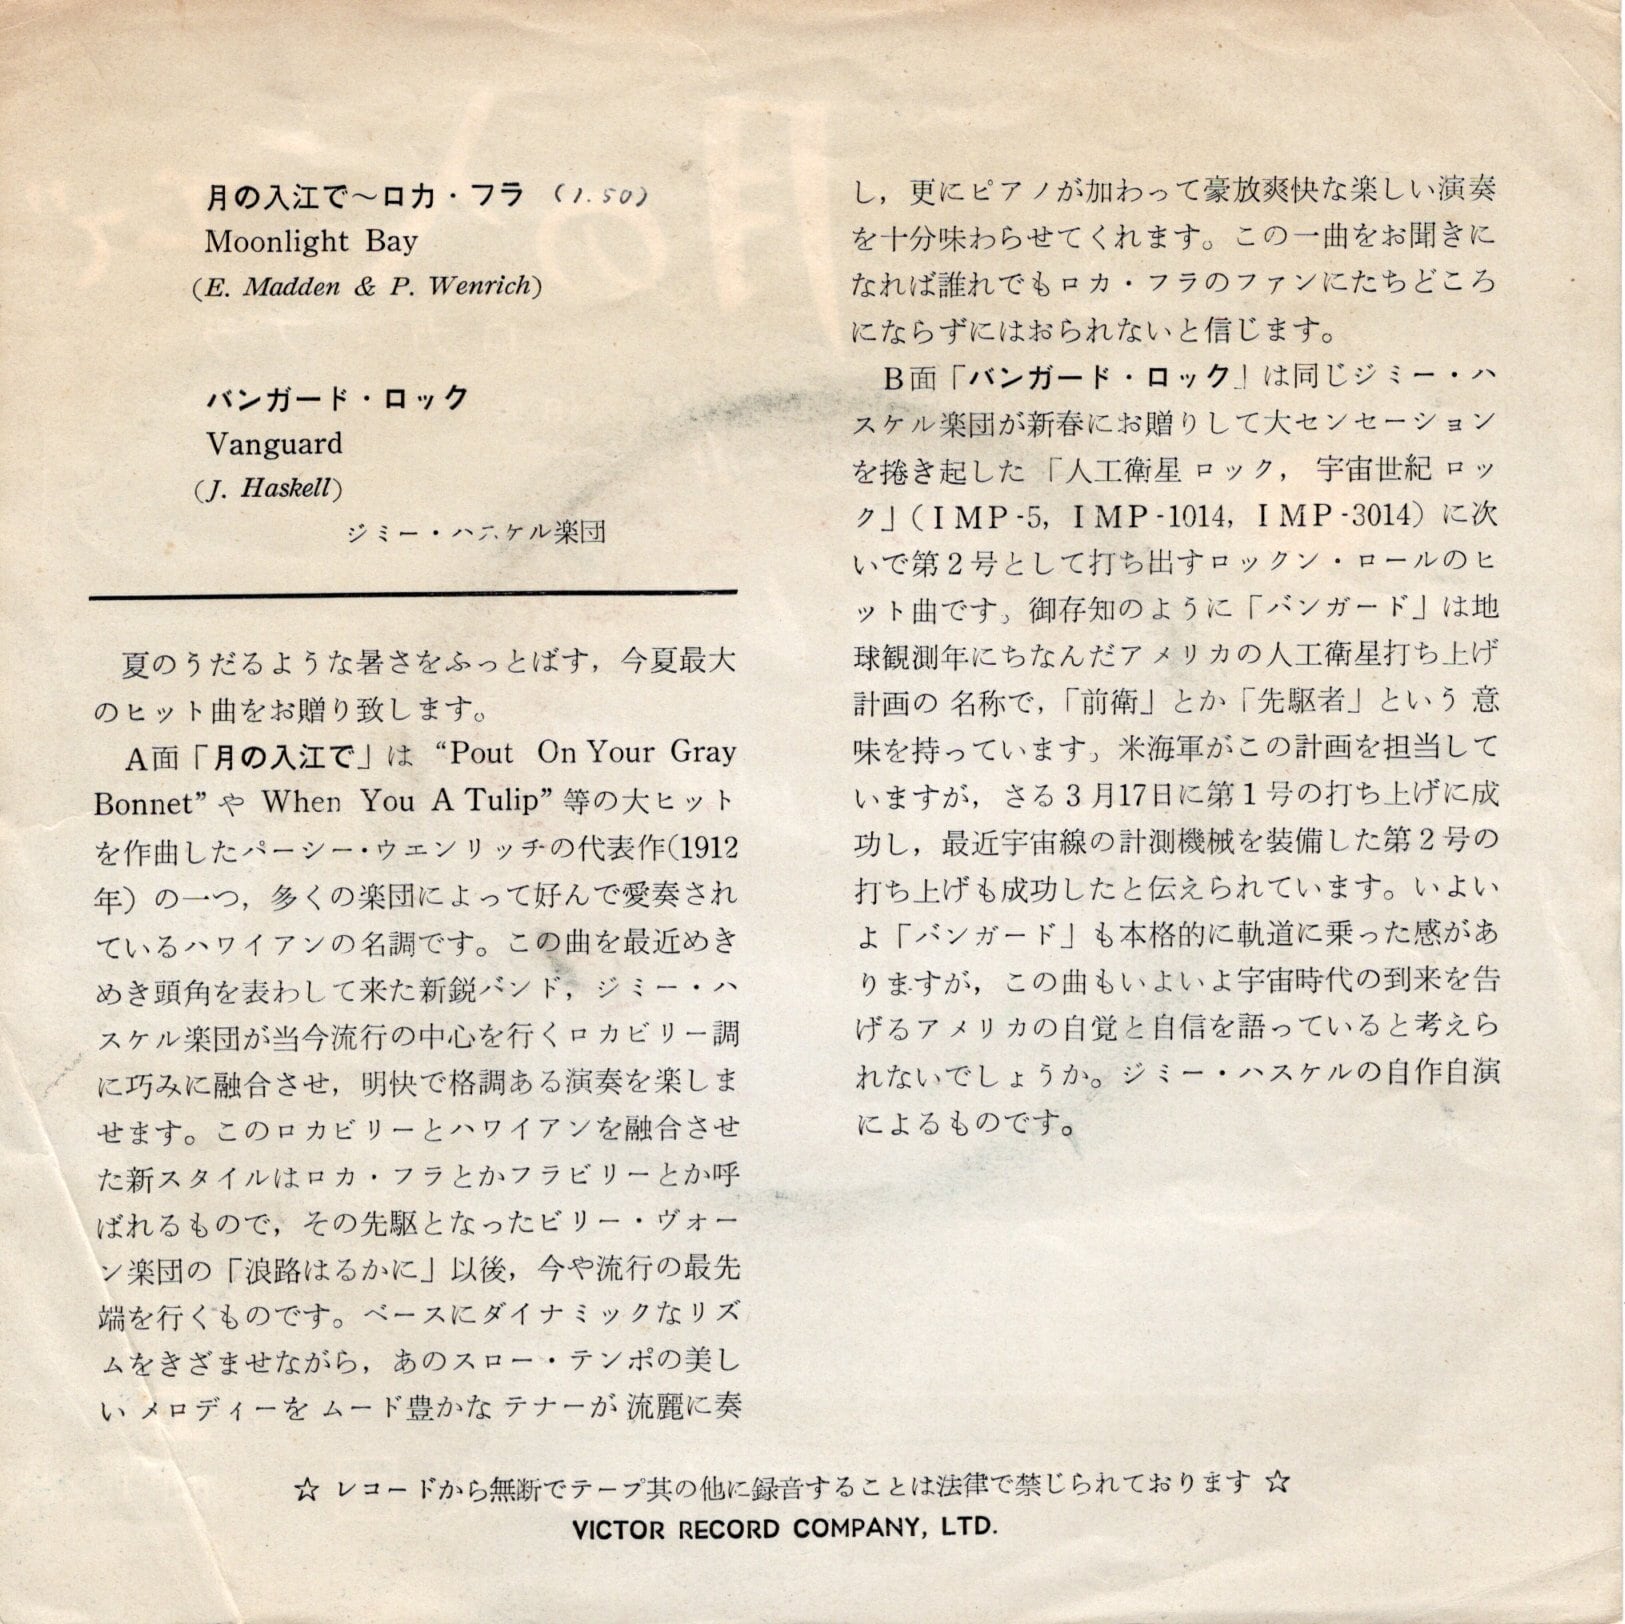 月の入江で～ロカ・フラ (1.50)
Moonlight Bay
(E. Madden & P. Wenrich)
バンガード・ロック
Vanguard
(J. Haskell)
ジミー・ハスケル楽団
夏のうだるような暑さをふっとばす，今夏最大
のヒット曲をお贈り致します。
A面「月の入江で」は “Pout On Your Gray
Bonnet” や When You A Tulip” 等の大ヒット
を作曲したパーシー・ウエンリッチの代表作(1912
年）の一つ，多くの楽団によって好んで愛奏され
ているハワイアンの名調です。この曲を最近めき
めき頭角を表わして来た新鋭バンド，ジミー・ハ
スケル楽団が当今流行の中心を行くロカビリー調
に巧みに融合させ，明快で格調ある演奏を楽しま
せます。このロカビリーとハワイアンを融合させ
た新スタイルはロカ・フラとかフラビリーとか呼
ばれるもので，その先駆となったビリー・ヴォー
ン楽団の「浪路はるかに」以後，今や流行の最先
端を行くものです。ベースにダイナミックなリズ
ムをきざませながら，あのスロー・テンポの美し
い メロディーを ムード豊かな テナーが 流麗に奏
し，更にピアノが加わって豪放爽快な楽しい演奏
を十分味わらせてくれます。この一曲をお聞きに
なれば誰れでもロカ・フラのファンにたちどころ
にならずにはおられないと信じます。
B面「バンガード・ロック」は同じジミー・ハ
スケル楽団が新春にお贈りして大センセーション
を捲き起した「人工衛星 ロック， 宇宙世紀 ロッ
ク」（IMP-5, IMP-1014, IMP-3014）に次
いで第2号として打ち出すロックン・ロールのヒ
ット曲です。御存知のように「バンガード」は地
球観測年にちなんだアメリカの人工衛星打ち上げ
計画の 名称で，「前衛」とか「先駆者」という 意
味を持っています。米海軍がこの計画を担当して
いますが，さる3月17日に第1号の打ち上げに成
功し，最近宇宙線の計測機械を装備した第2号の
打ち上げも成功したと伝えられています。いよい
よ「バンガード」も本格的に軌道に乗った感があ
りますが，この曲もいよいよ宇宙時代の到来を告
げるアメリカの自覚と自信を語っていると考えら
れないでしょうか。ジミー・ハスケルの自作自演
によるものです。
☆ レコードから無断でテープ其の他に録音することは法律で禁じられております ☆
VICTOR RECORD COMPANY, LTD.